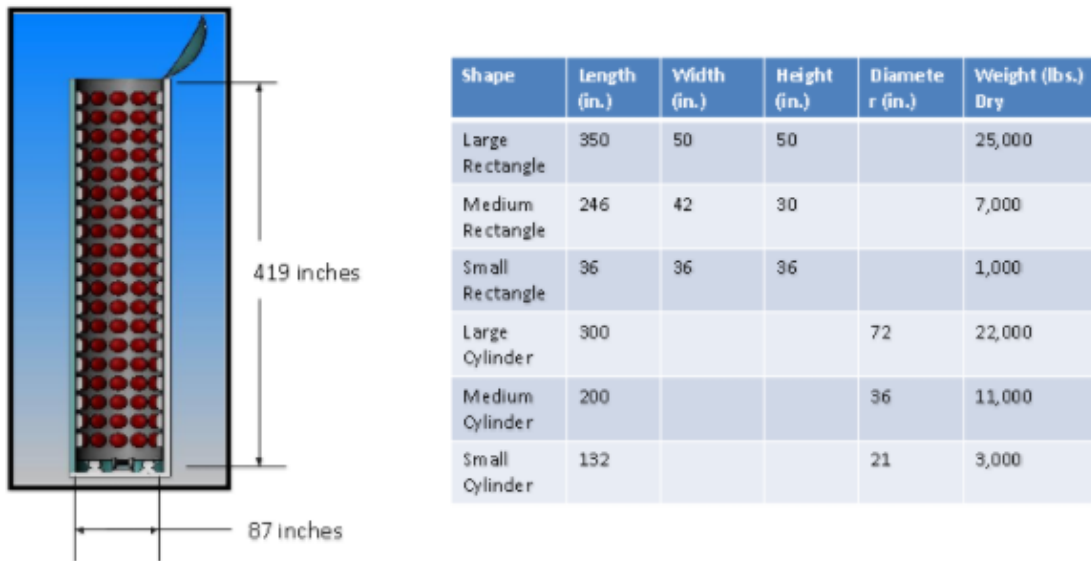 419 inches
87 inches
Shape Length (in.) Width (in.) Height (in.) Diameter (in.) Weight (lbs.) Dry
Large Rectangle 350 50 50 25,000
Medium Rectangle 246 42 30 7,000
Small Rectangle 36 36 36 1,000
Large Cylinder 300 72 22,000
Medium Cylinder 200 36 11,000
Small Cylinder 132 21 3,000